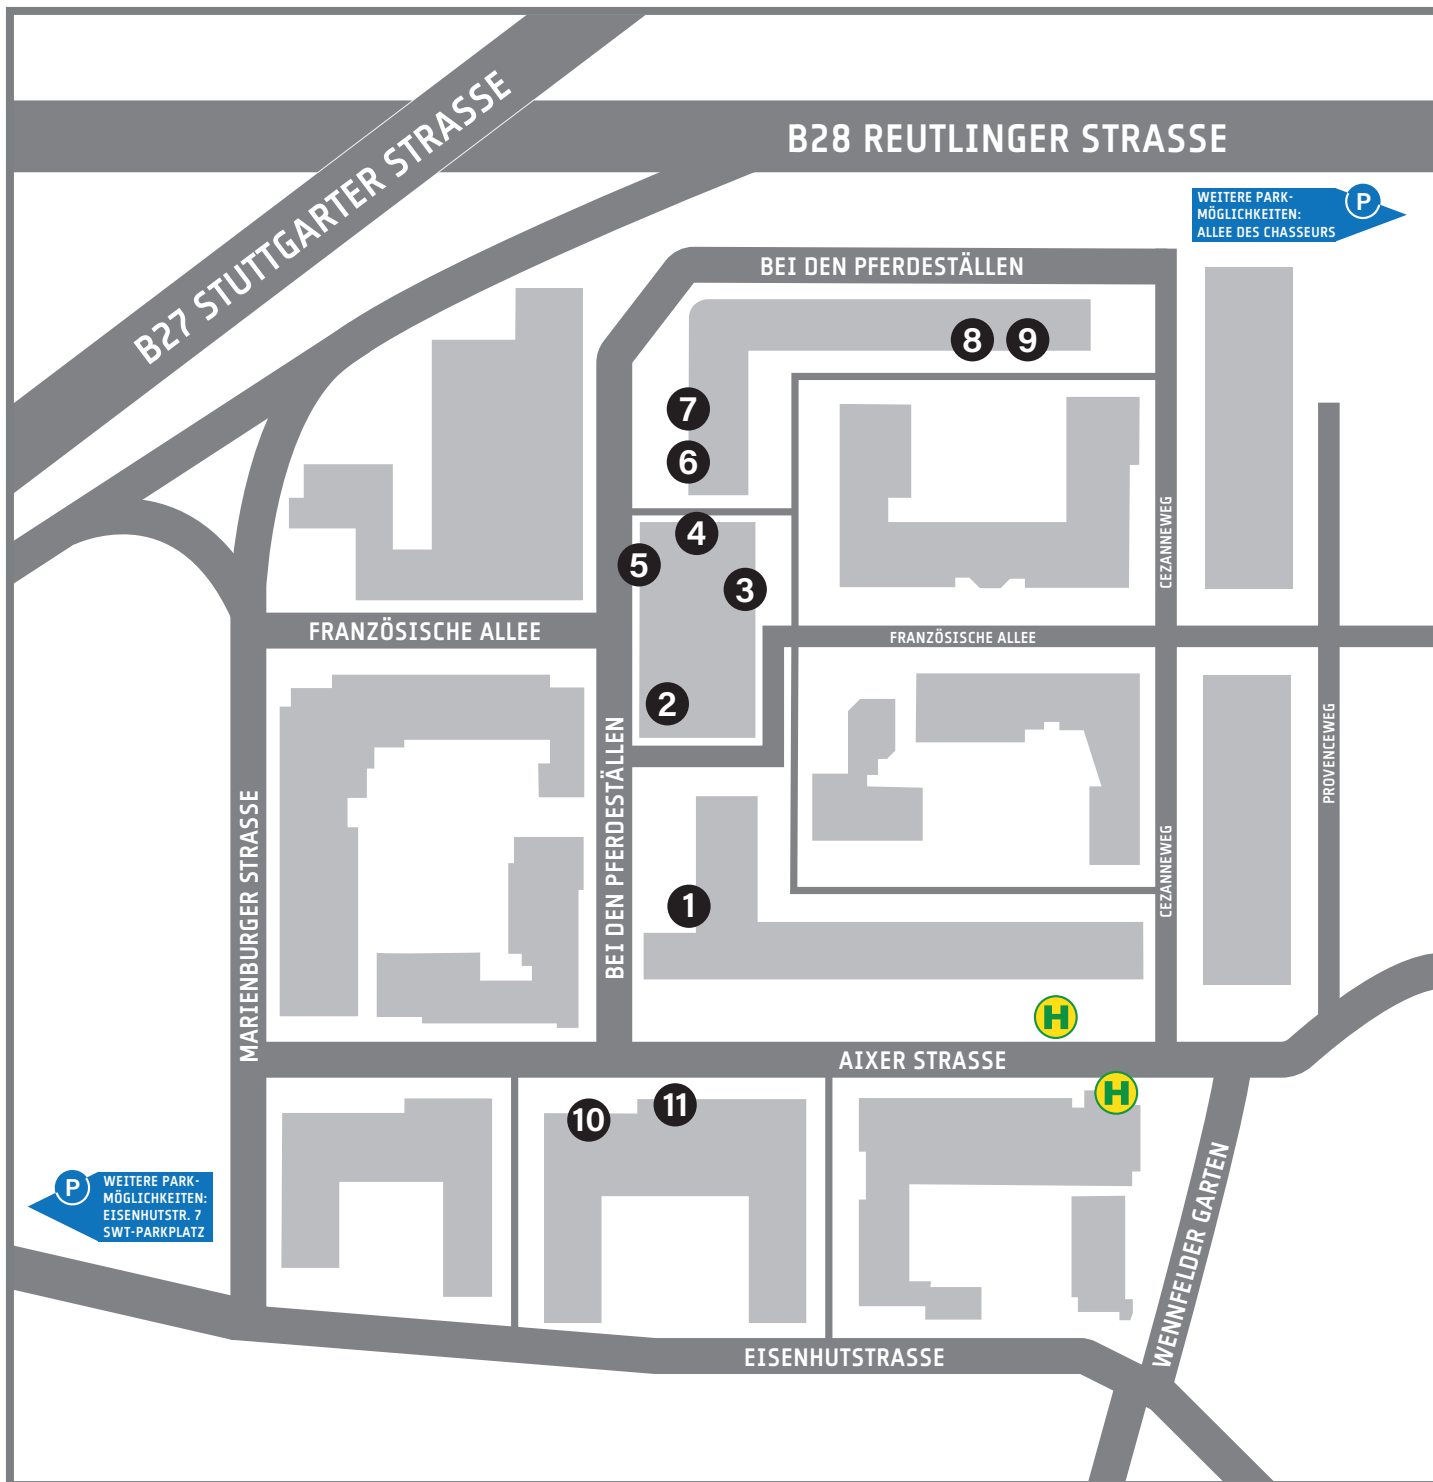 B27 STUTTGARTER STRASSE
B28 REUTLINGER STRASSE
WEITERE PARK-
MÖGLICHKEITEN:
ALLEE DES CHASSEURS
P
BEI DEN PFERDESTÄLLEN
8
9
7
6
4
5
3
2
CEZANNEWEG
FRANZÖSISCHE ALLEE
FRANZÖSISCHE ALLEE
BEI DEN PFERDESTÄLLEN
MARIENBURGER STRASSE
PROVENCEWEG
CEZANNEWEG
1
H
AIXER STRASSE
H
10
11
P
WEITERE PARK-
MÖGLICHKEITEN:
EISENHUTSTR. 7
SWT-PARKPLATZ
WENNFELDER GARTEN
EISENHUTSTRASSE